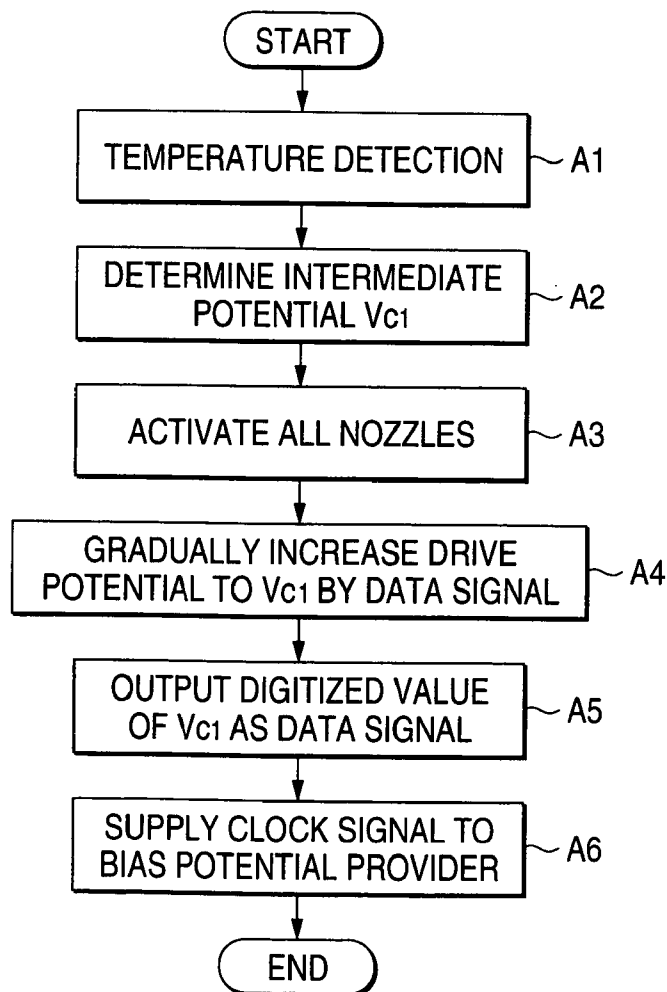 START
TEMPERATURE DETECTION
A1
DETERMINE INTERMEDIATE
POTENTIAL Vc1
A2
ACTIVATE ALL NOZZLES
A3
GRADUALLY INCREASE DRIVE
POTENTIAL TO Vc1 BY DATA SIGNAL
A4
OUTPUT DIGITIZED VALUE
OF Vc1 AS DATA SIGNAL
A5
SUPPLY CLOCK SIGNAL TO
BIAS POTENTIAL PROVIDER
A6
END